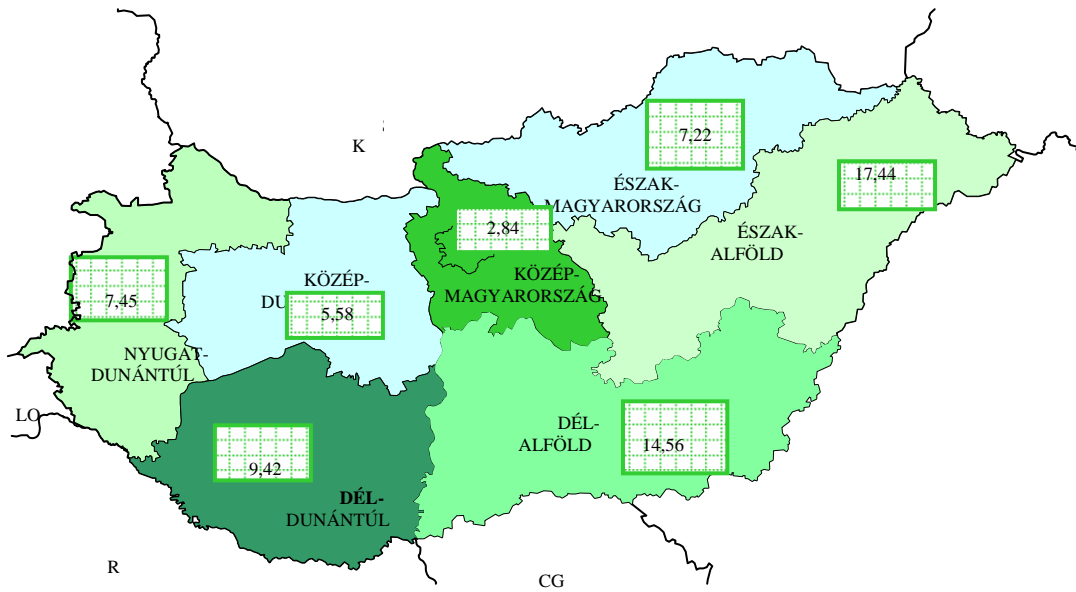 K
7,22
17,44
ÉSZAK-
MAGYARORSZÁG
2,84
ÉSZAK-
ALFÖLD
KÖZÉP-
MAGYARORSZÁG
7,45
KÖZÉP-
DU
5,58
NYUGAT-
DUNÁNTÚL
LO
DÉL-
ALFÖLD
14,56
9,42
DÉL-
DUNÁNTÚL
R
CG